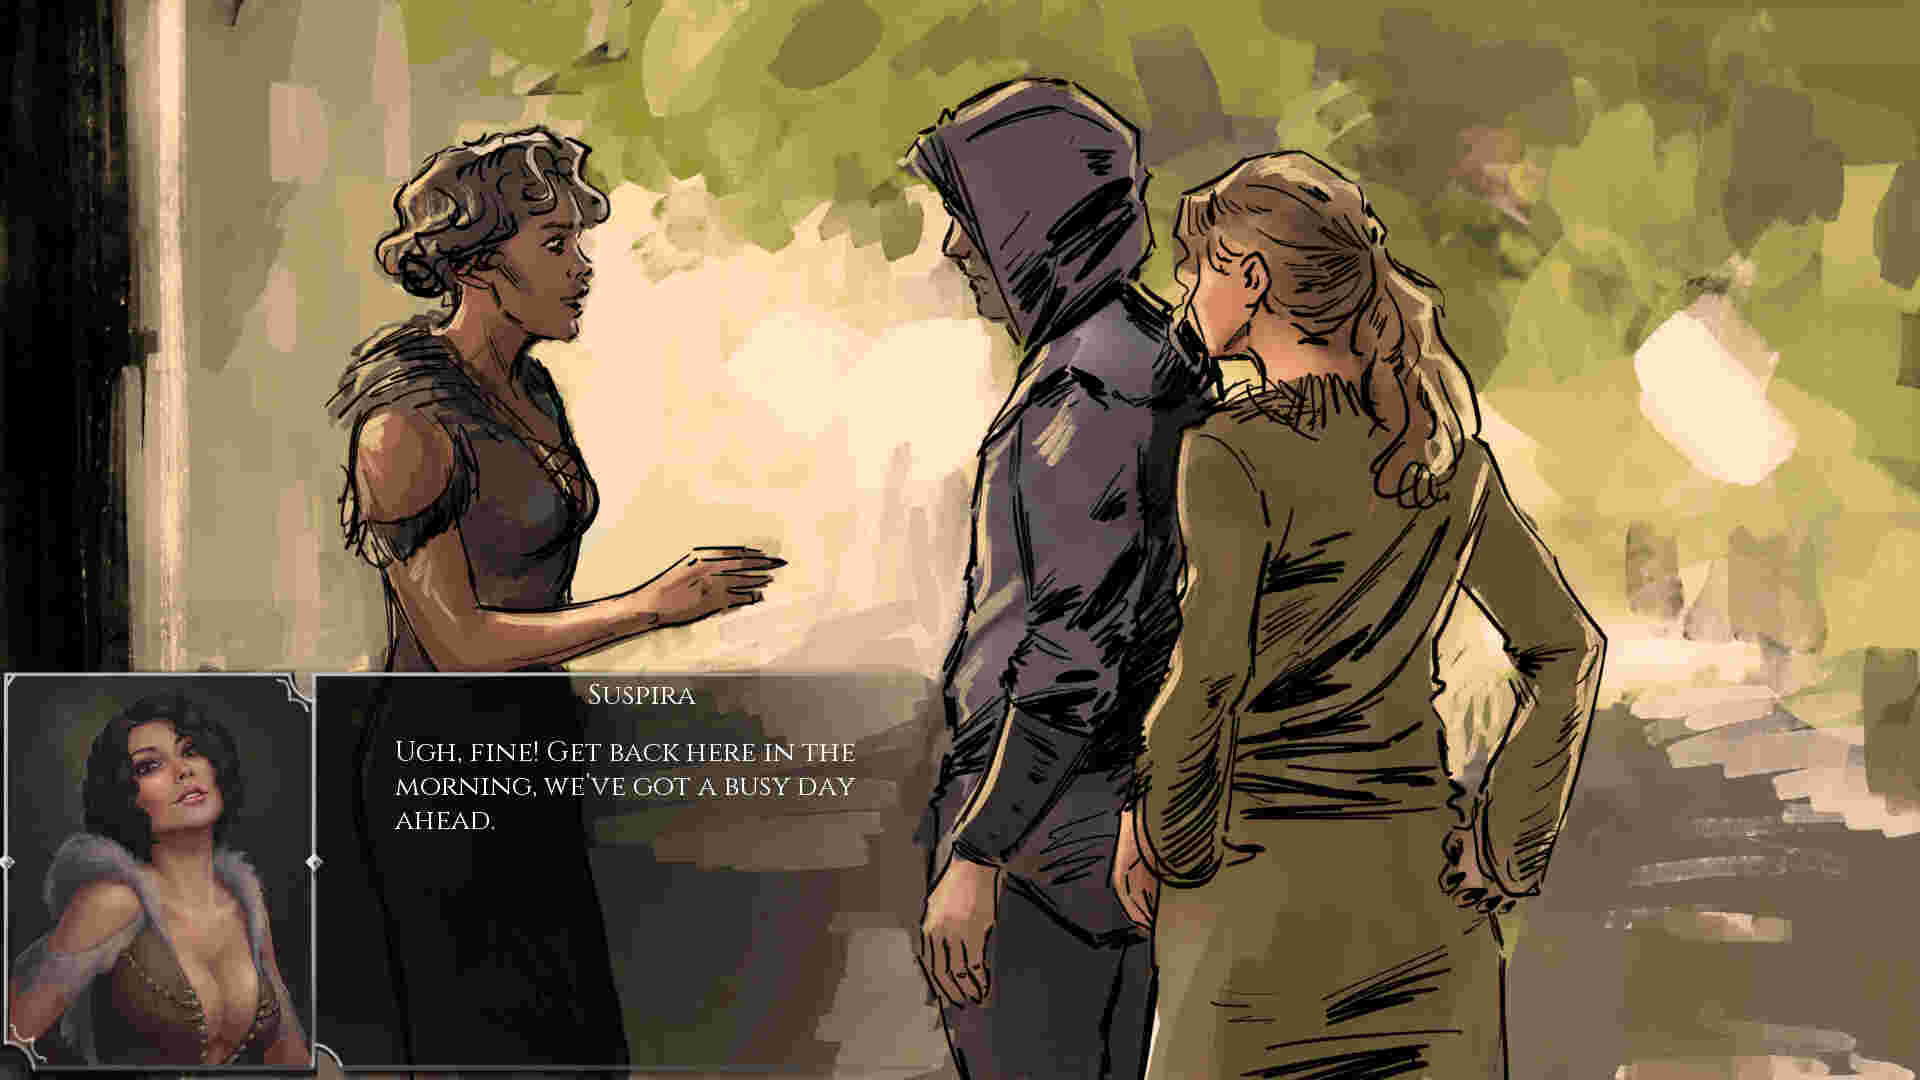 Suspira
Ugh, fine! Get back here in the
morning, we've got a busy day
ahead.